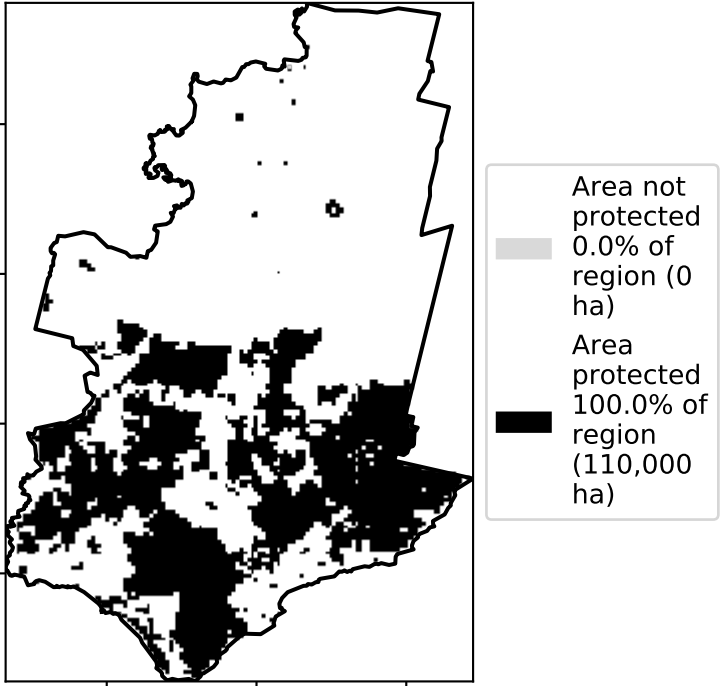 Area not
protected
0.0% of
region (0
ha)
Area
protected
100.0% of
region
(110,000
ha)